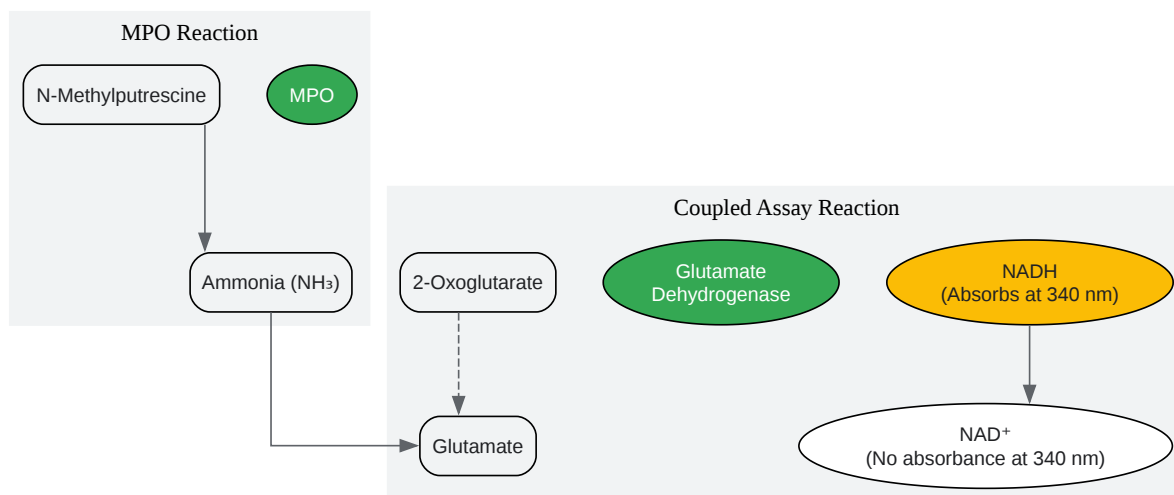 MPO Reaction
N-Methylputrescine
MPO
Coupled Assay Reaction
Ammonia (NH₃)
2-Oxoglutarate
Glutamate
Dehydrogenase
NADH
(Absorbs at 340 nm)
Glutamate
NAD⁺
(No absorbance at 340 nm)